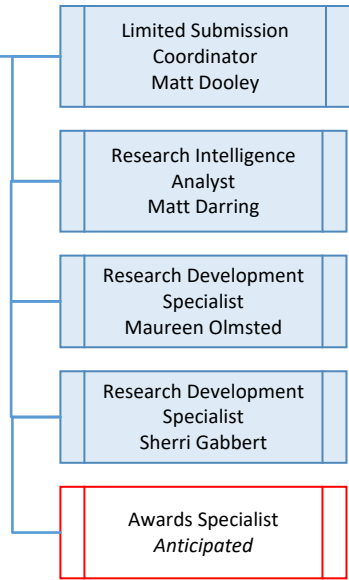 Limited Submission
Coordinator
Matt Dooley
Research Intelligence
Analyst
Matt Darring
Research Development
Specialist
Maureen Olmsted
Research Development
Specialist
Sherri Gabbert
Awards Specialist
Anticipated